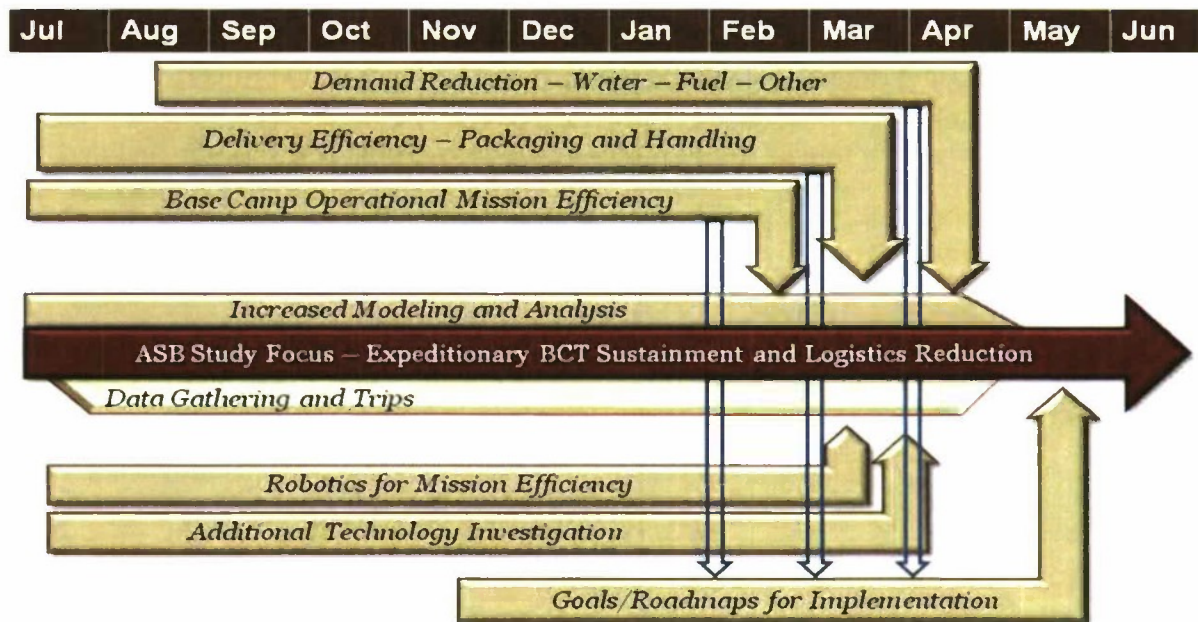 Jul Aug Sep Oct Nov Dec Jan Feb Mar Apr May Jun
Demand Reduction – Water – Fuel – Other
Delivery Efficiency – Packaging and Handling
Base Camp Operational Mission Efficiency
Increased Modeling and Analysis
ASB Study Focus – Expeditionary BCT Sustainment and Logistics Reduction
Data Gathering and Trips
Robotics for Mission Efficiency
Additional Technology Investigation
Goals/Roadmaps for Implementation